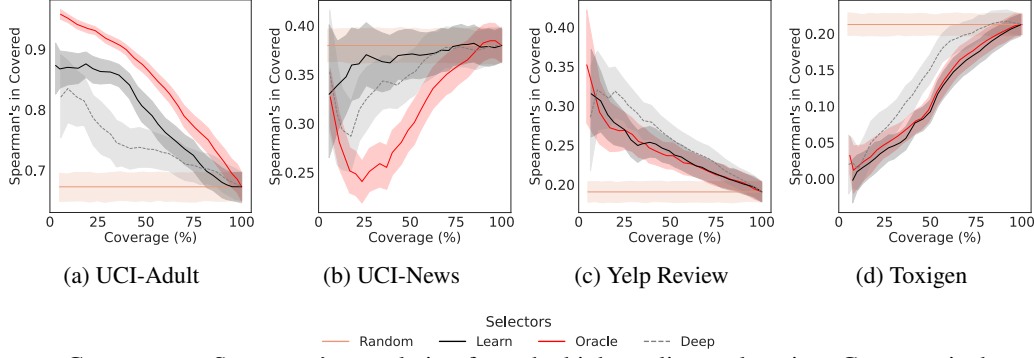 Spearman's in Covered
0.9
0.8
0.7
0
25
50
75
100
Coverage (%)
(a) UCI-Adult
Spearman's in Covered
0.40
0.35
0.30
0.25
0
25
50
75
100
Coverage (%)
(b) UCI-News
Spearman's in Covered
0.40
0.35
0.30
0.25
0.20
0
25
50
75
100
Coverage (%)
(c) Yelp Review
Spearman's in Covered
0.20
0.15
0.10
0.05
0.00
0
25
50
75
100
Coverage (%)
(d) Toxigen
Selectors
Random
Learn
Oracle
Deep